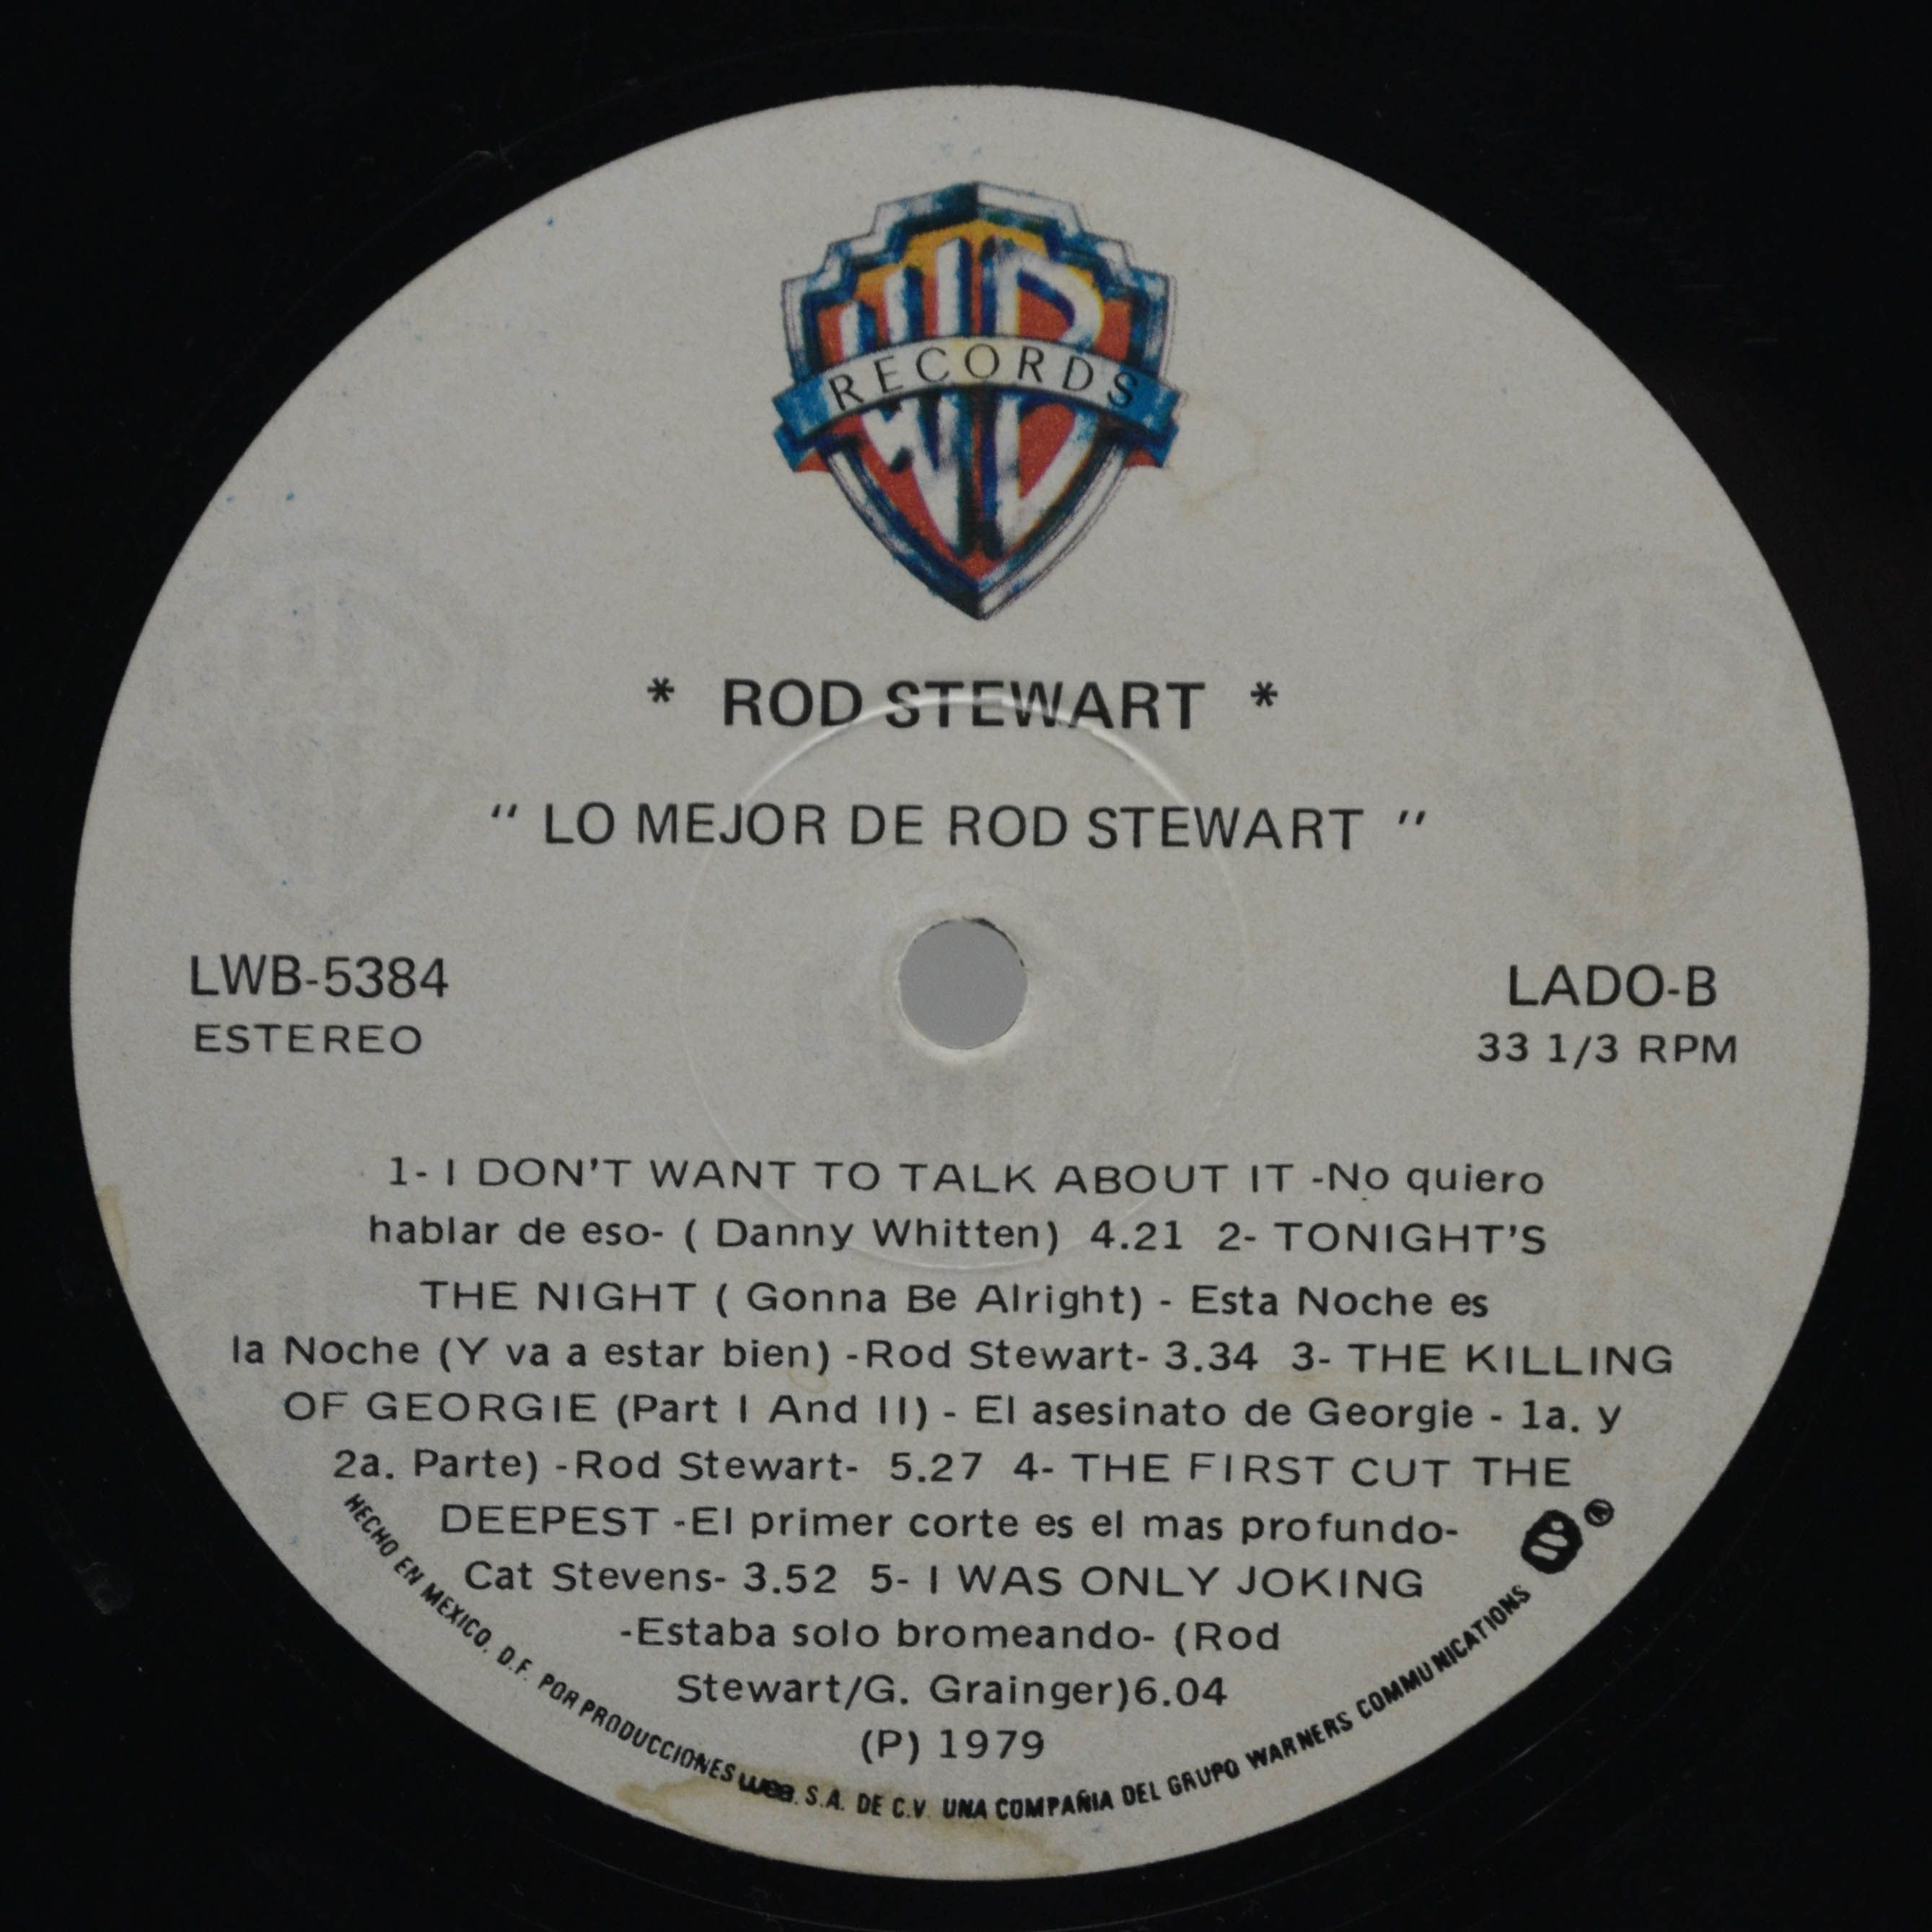 WB
RECORDS
* ROD STEWART *
" LO MEJOR DE ROD STEWART "
LWB-5384
ESTEREO
LADO-B
33 1/3 RPM
1- I DON'T WANT TO TALK ABOUT IT -No quiero
hablar de eso- ( Danny Whitten) 4.21 2- TONIGHT'S
THE NIGHT ( Gonna Be Alright) - Esta Noche es
la Noche (Y va a estar bien) -Rod Stewart- 3.34 3- THE KILLING
OF GEORGIE (Part I And II) - El asesinato de Georgie - 1a. y
2a. Parte) -Rod Stewart- 5.27 4- THE FIRST CUT THE
DEEPEST -El primer corte es el mas profundo-
Cat Stevens- 3.52 5- I WAS ONLY JOKING
-Estaba solo bromeando- (Rod
Stewart/G. Grainger)6.04
(P) 1979
HECHO EN MEXICO. D.F. POR PRODUCCIONES wea. S.A. DE C.V. UNA COMPAÑIA DEL GRUPO WARNERS COMMUNICATIONS ®